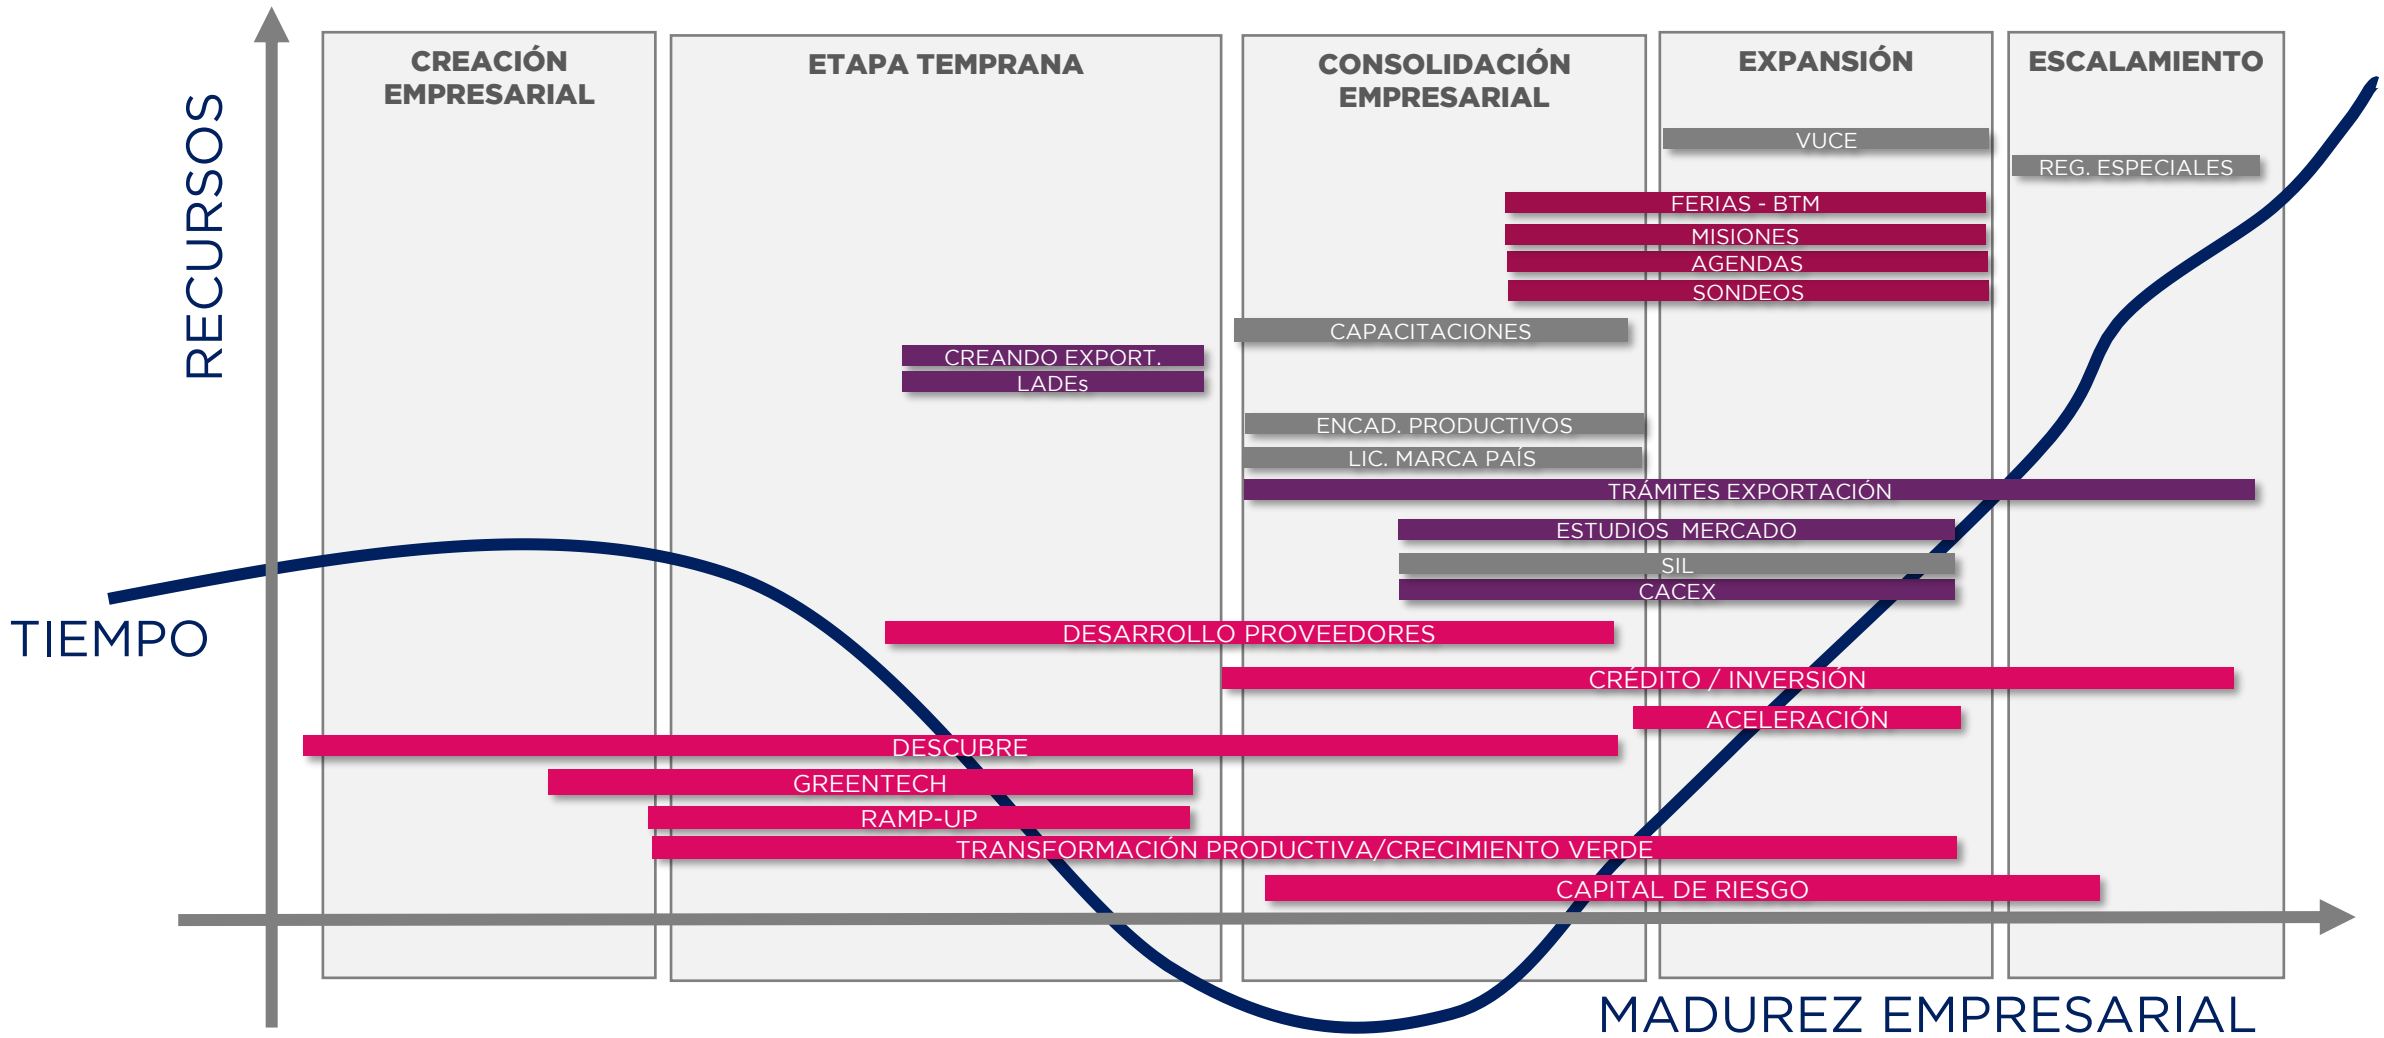 RECURSOS
TIEMPO
CREACIÓN
EMPRESARIAL
ETAPA TEMPRANA
CONSOLIDACIÓN
EMPRESARIAL
EXPANSIÓN
ESCALAMIENTO
VUCE
REG. ESPECIALES
FERIAS - BTM
MISIONES
AGENDAS
SONDEOS
CAPACITACIONES
CREANDO EXPORT.
LADEs
ENCAD. PRODUCTIVOS
LIC. MARCA PAÍS
TRÁMITES EXPORTACIÓN
ESTUDIOS  MERCADO
SIL
CACEX
DESARROLLO PROVEEDORES
CRÉDITO / INVERSIÓN
ACELERACIÓN
DESCUBRE
GREENTECH
RAMP-UP
TRANSFORMACIÓN PRODUCTIVA/CRECIMIENTO VERDE
CAPITAL DE RIESGO
MADUREZ EMPRESARIAL